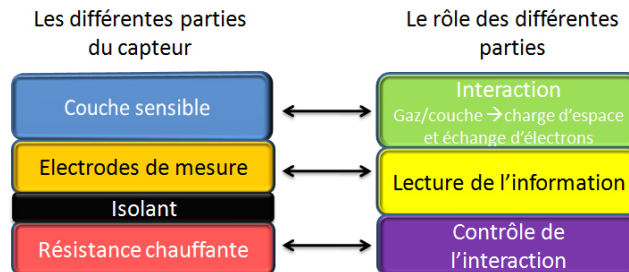 Les différentes parties
du capteur
Le rôle des différentes
parties
Couche sensible
Interaction
Gaz/couche → charge d'espace
et échange d'électrons
Electrodes de mesure
Lecture de l'information
Isolant
Résistance chauffante
Contrôle de
l'interaction